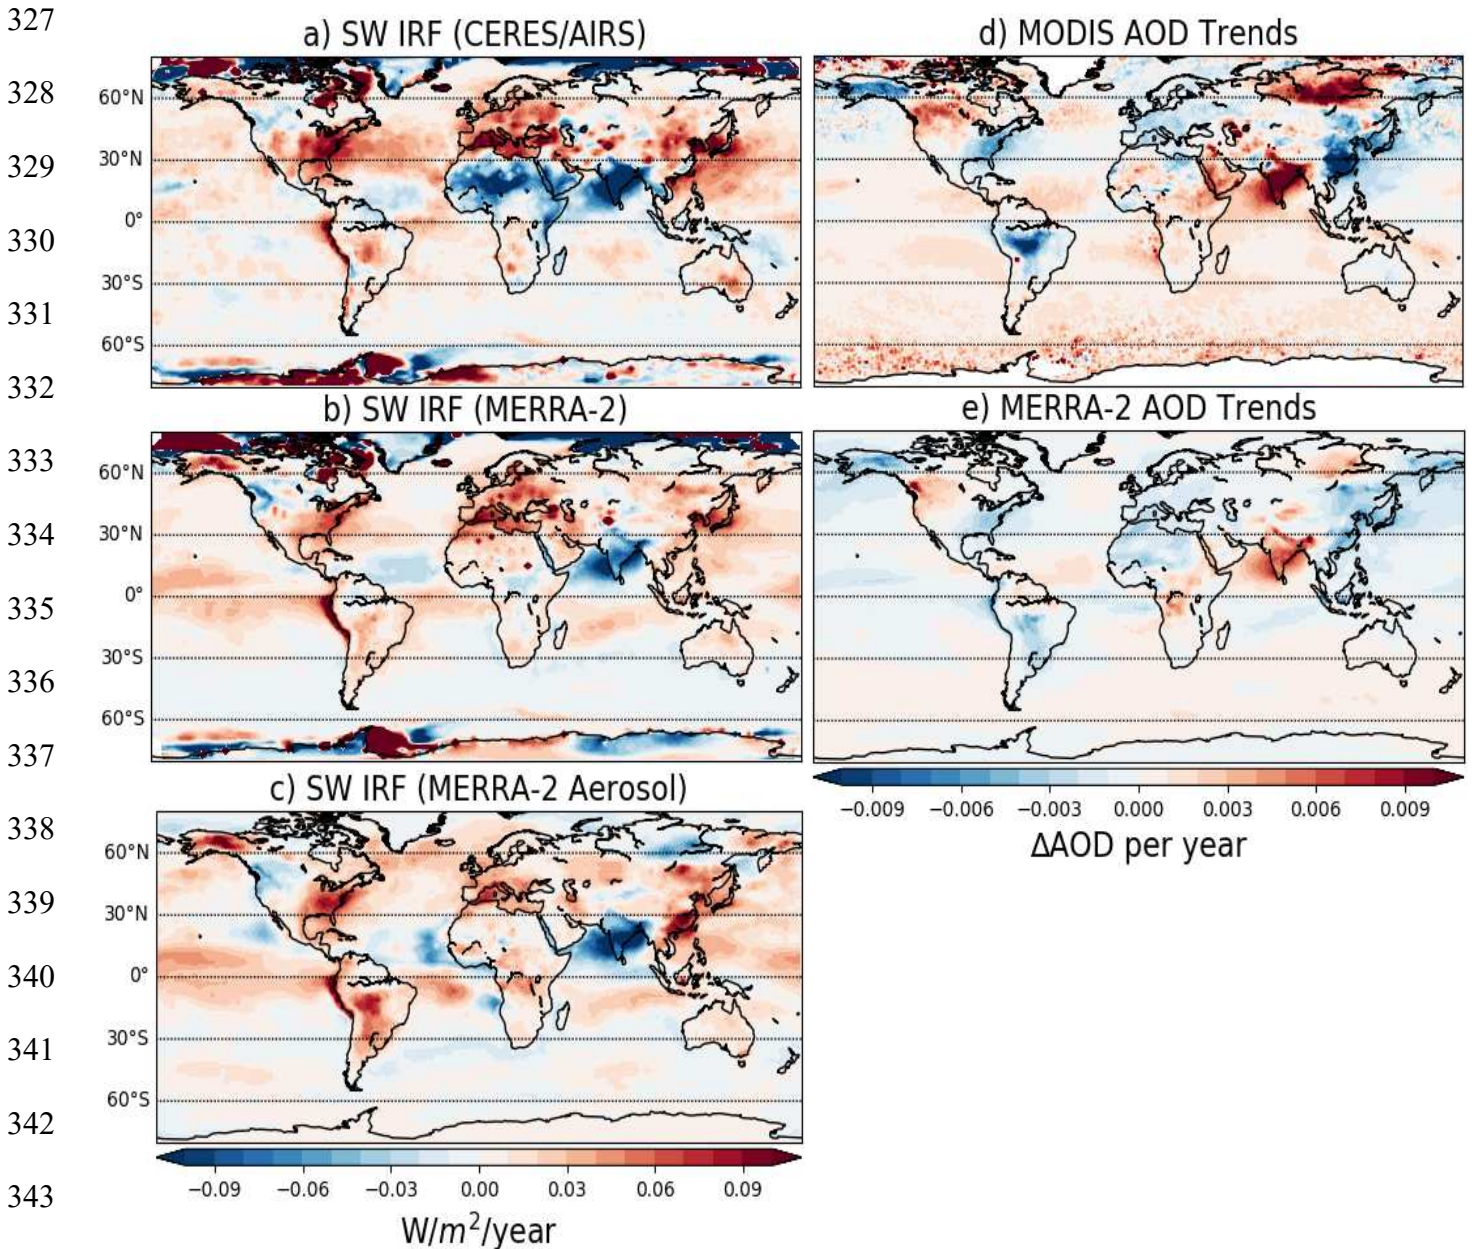 327
a) SW IRF (CERES/AIRS)
d) MODIS AOD Trends
328
60°N
329
30°N
0°
330
30°S
331
60°S
332
b) SW IRF (MERRA-2)
e) MERRA-2 AOD Trends
333
60°N
334
30°N
335
0°
30°S
336
60°S
337
c) SW IRF (MERRA-2 Aerosol)
−0.009 −0.006 −0.003 0.000 0.003 0.006 0.009
ΔAOD per year
338
60°N
339
30°N
340
0°
30°S
341
60°S
342
−0.09 −0.06 −0.03 0.00 0.03 0.06 0.09
343
W/m²/year